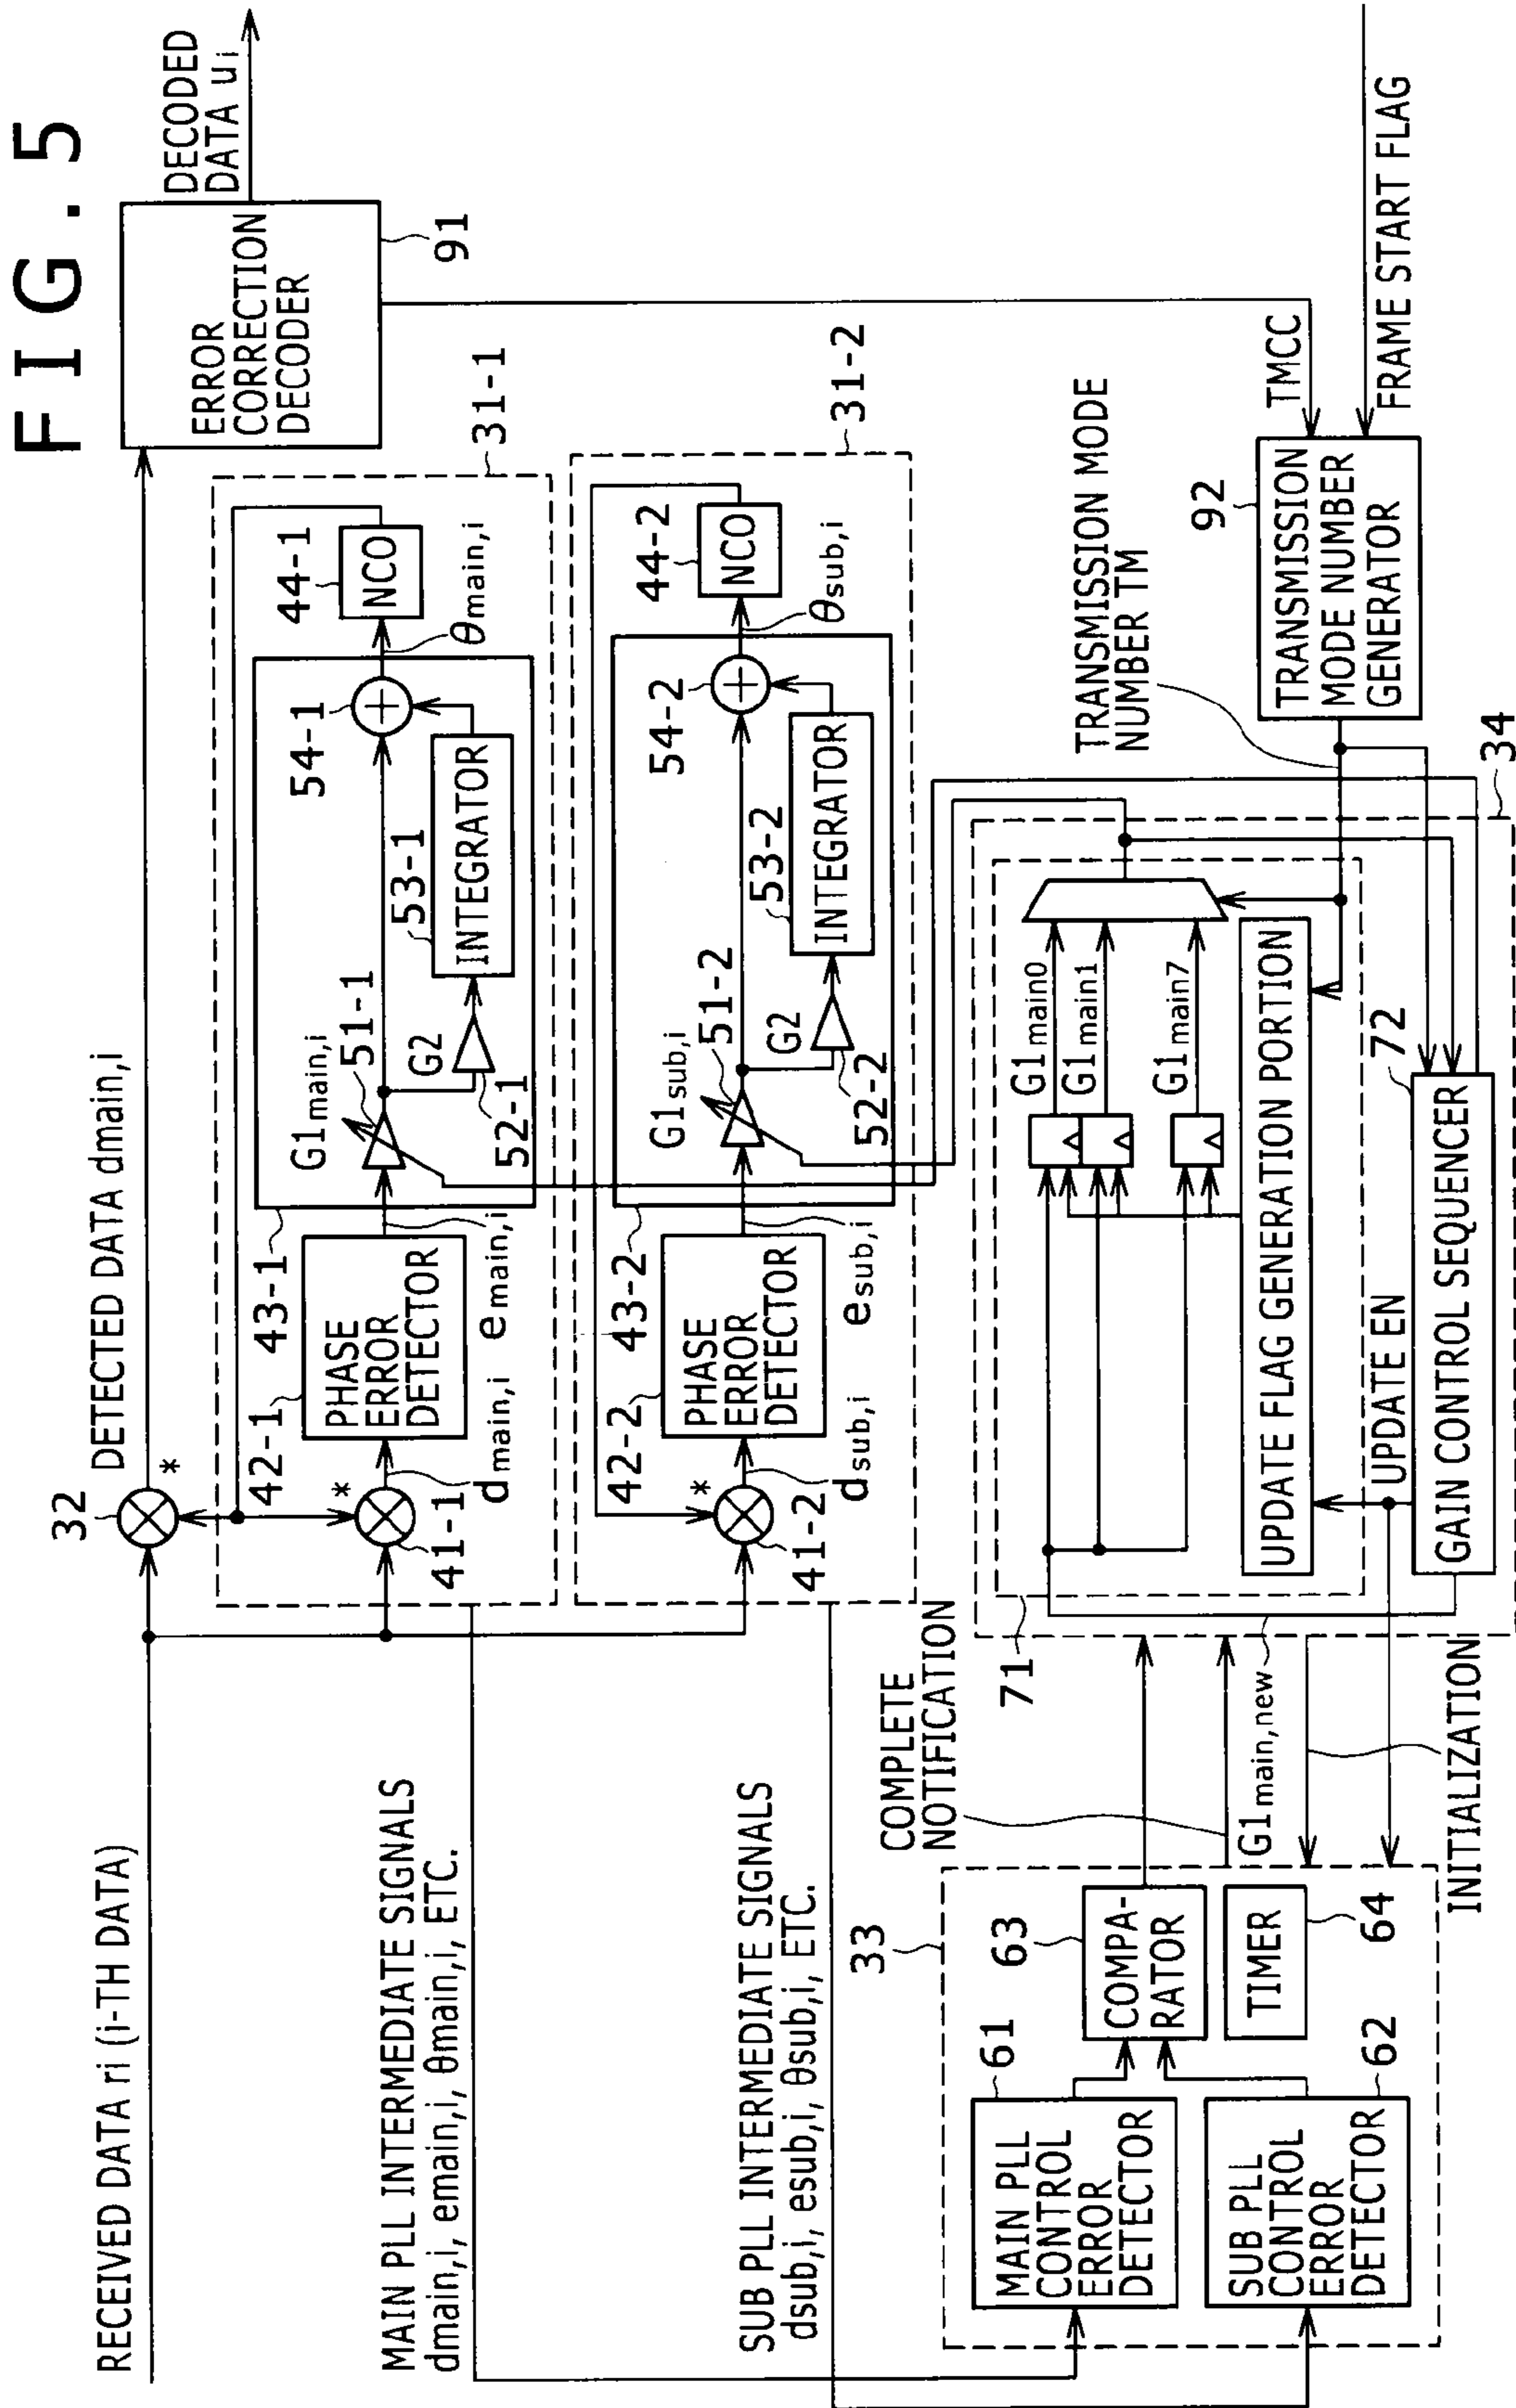 FIG. 5
RECEIVED DATA ri (i-TH DATA)
32
*
DETECTED DATA dmain,i
ERROR
CORRECTION
DECODER
91
DECODED
DATA ui
MAIN PLL INTERMEDIATE SIGNALS
dmain,i, emain,i, θmain,i, ETC.
41-1
*
dmain,i
42-1
PHASE
ERROR
DETECTOR
emain,i
43-1
G1main,i
51-1
G2
52-1
53-1
INTEGRATOR
54-1
θmain,i
44-1
NCO
31-1
SUB PLL INTERMEDIATE SIGNALS
dsub,i, esub,i, θsub,i, ETC.
41-2
*
dsub,i
42-2
PHASE
ERROR
DETECTOR
esub,i
43-2
G1sub,i
51-2
G2
52-2
53-2
INTEGRATOR
54-2
θsub,i
44-2
NCO
31-2
33
61
MAIN PLL
CONTROL
ERROR
DETECTOR
SUB PLL
CONTROL
ERROR
DETECTOR
62
63
COMPA-
RATOR
TIMER
64
COMPLETE
NOTIFICATION
G1main,new
INITIALIZATION
71
G1main0
G1main1
G1main7
UPDATE FLAG GENERATION PORTION
UPDATE EN
GAIN CONTROL SEQUENCER
72
34
TRANSMISSION MODE
NUMBER TM
92
TRANSMISSION
MODE NUMBER
GENERATOR
TMCC
FRAME START FLAG